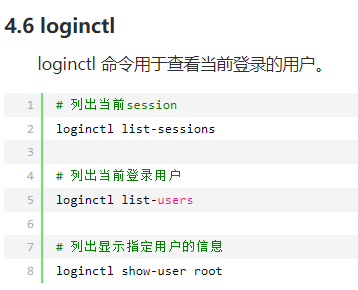 4.6 loginctl
loginctl 命令用于查看当前登录的用户。
1 # 列出当前session
2 loginctl list-sessions
3
4 # 列出当前登录用户
5 loginctl list-users
6
7 # 列出显示指定用户的信息
8 loginctl show-user root